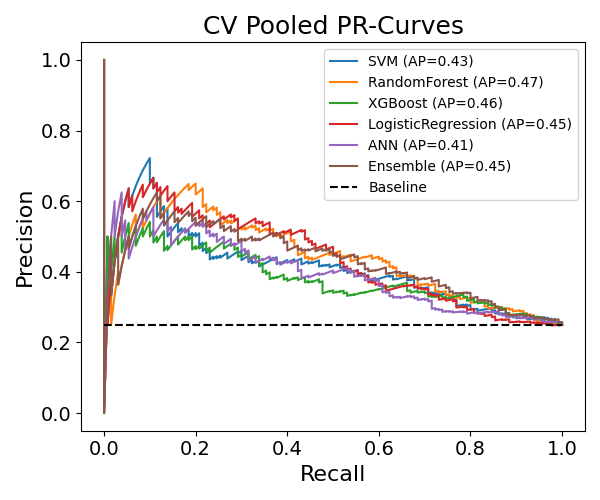 CV Pooled PR-Curves
1.0
0.8
0.6
0.4
0.2
0.0
Precision
SVM (AP=0.43)
RandomForest (AP=0.47)
XGBoost (AP=0.46)
LogisticRegression (AP=0.45)
ANN (AP=0.41)
Ensemble (AP=0.45)
Baseline
0.0 0.2 0.4 0.6 0.8 1.0
Recall